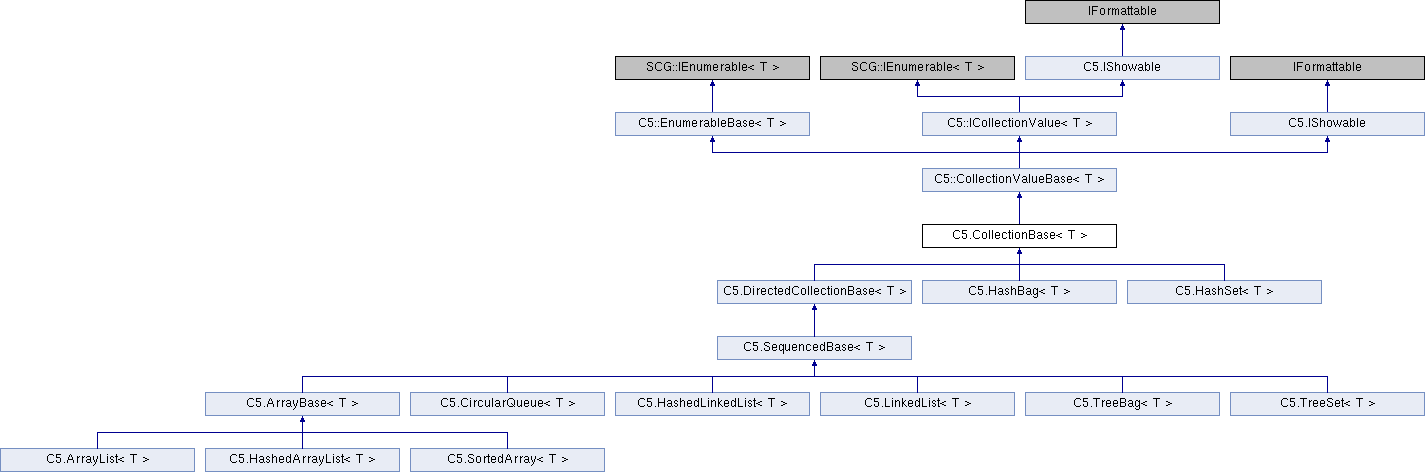 IFormattable
SCG::IEnumerable< T >
SCG::IEnumerable< T >
C5.IShowable
IFormattable
C5::EnumerableBase< T >
C5::ICollectionValue< T >
C5.IShowable
C5::CollectionValueBase< T >
C5.CollectionBase< T >
C5.DirectedCollectionBase< T >
C5.HashBag< T >
C5.HashSet< T >
C5.SequencedBase< T >
C5.ArrayBase< T >
C5.CircularQueue< T >
C5.HashedLinkedList< T >
C5.LinkedList< T >
C5.TreeBag< T >
C5.TreeSet< T >
C5.ArrayList< T >
C5.HashedArrayList< T >
C5.SortedArray< T >